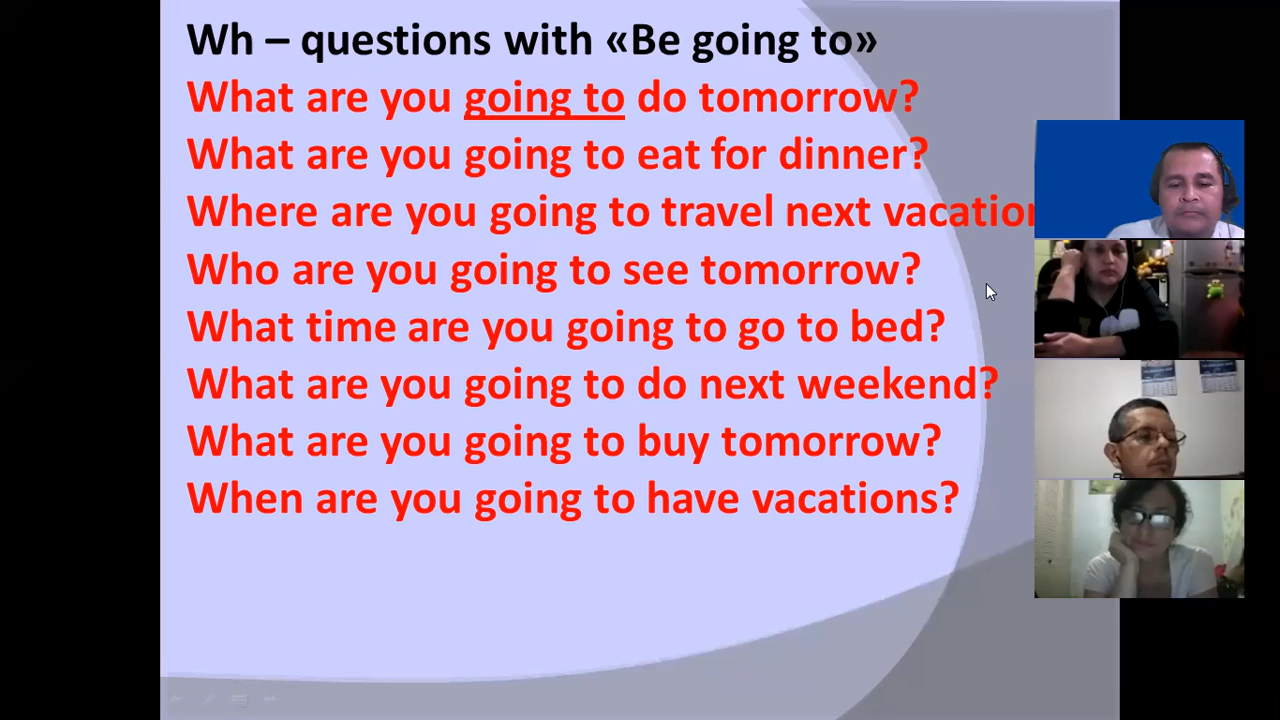 Wh – questions with «Be going to»
What are you going to do tomorrow?
What are you going to eat for dinner?
Where are you going to travel next vacation
Who are you going to see tomorrow?
What time are you going to go to bed?
What are you going to do next weekend?
What are you going to buy tomorrow?
When are you going to have vacations?